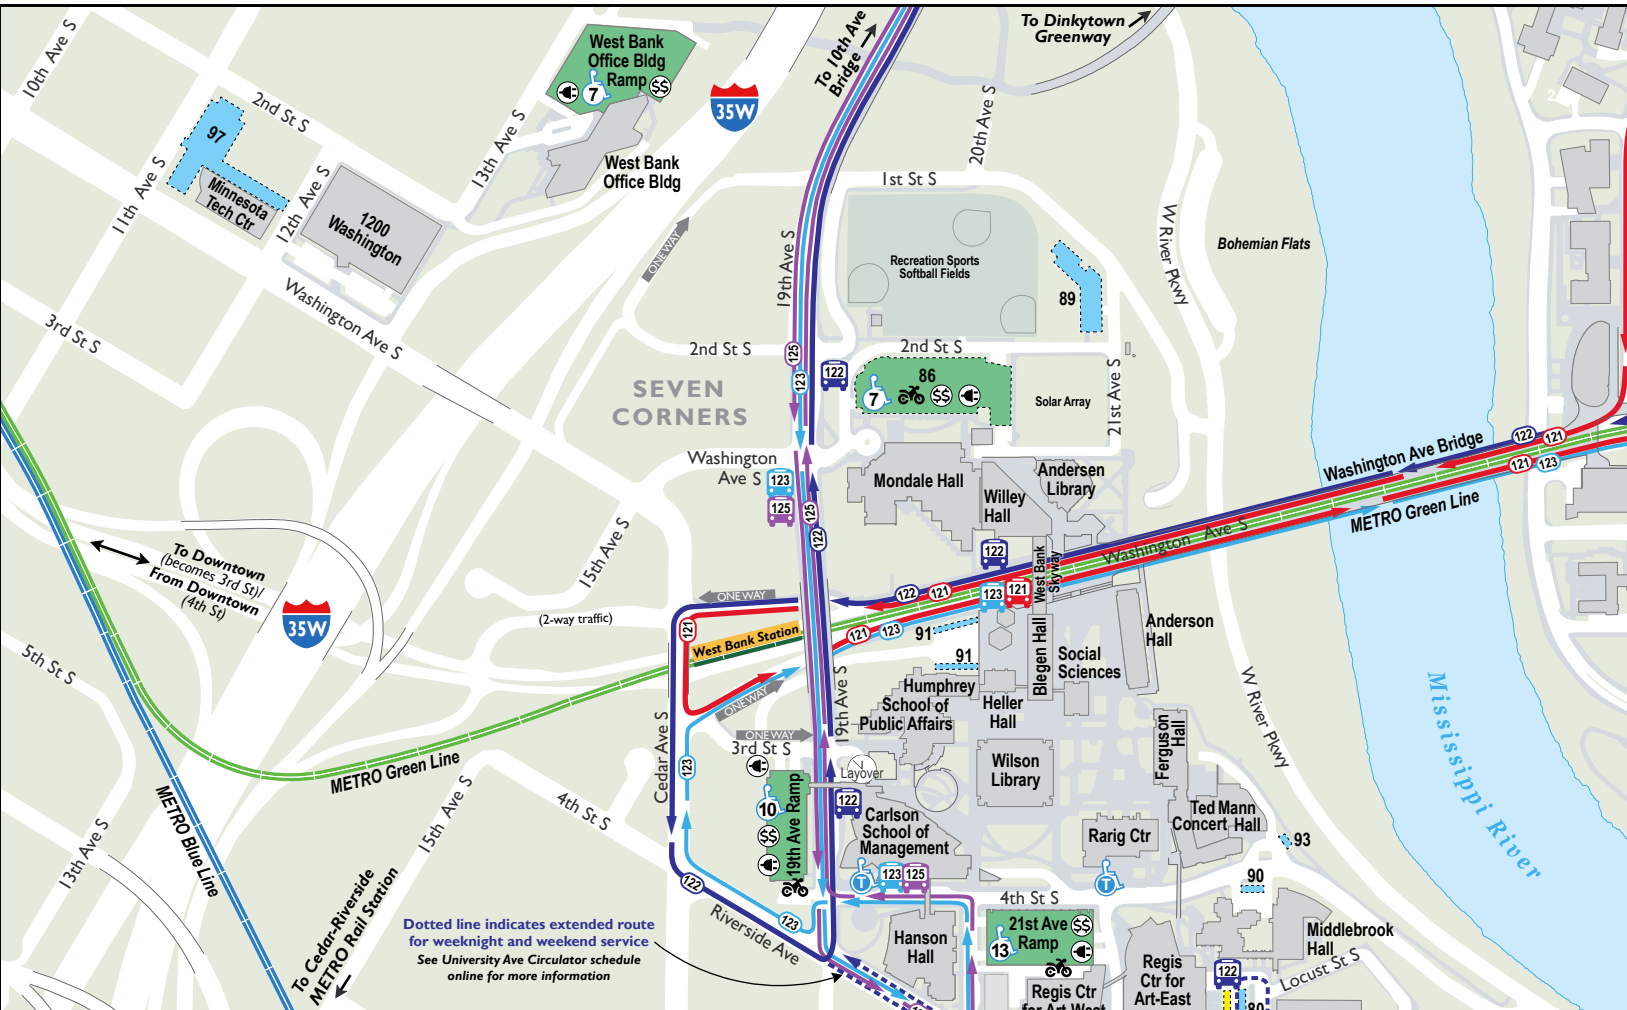 10th Ave S
2nd St S
97
11th Ave S
Minnesota
Tech Ctr
12th Ave S
1200
Washington
13th Ave S
West Bank
Office Bldg
Ramp
7
$$
West Bank
Office Bldg
35W
To 10th Ave
Bridge
To Dinkytown
Greenway
20th Ave S
1st St S
W River Pkwy
Bohemian Flats
ONE WAY
19th Ave S
Recreation Sports
Softball Fields
89
3rd St S
Washington Ave S
2nd St S
125
123
122
2nd St S
86
7
$$
Solar Array
21st Ave S
SEVEN
CORNERS
Washington
Ave S
123
125
125
122
Mondale Hall
Willey
Hall
Andersen
Library
122
West Bank
Skyway
Washington Ave S
Washington Ave Bridge
METRO Green Line
122
121
121
123
To Downtown
(becomes 3rd St)/
From Downtown
(4th St)
35W
15th Ave S
(2-way traffic)
ONE WAY
122
121
123
121
121
West Bank Station
121
123
91
91
Blegen Hall
Social
Sciences
Anderson
Hall
Heller
Hall
Humphrey
School of
Public Affairs
19th Ave S
ONE WAY
ONE WAY
3rd St S
5th St S
METRO Green Line
METRO Blue Line
Cedar Ave S
123
Layover
122
10
$$
19th Ave Ramp
Carlson
School of
Management
T
123
125
Wilson
Library
Ferguson
Hall
Ted Mann
Concert Hall
Rarig Ctr
T
93
90
W River Pkwy
Mississippi River
4th St S
15th Ave S
13th Ave S
122
123
Riverside Ave
4th St S
21st Ave
Ramp
$$
13
Hanson
Hall
Regis
Ctr for
Art-East
Regis Ctr
for Art-West
Middlebrook
Hall
Locust St S
122
80
To Cedar-Riverside
METRO Rail Station
Dotted line indicates extended route
for weeknight and weekend service
See University Ave Circulator schedule
online for more information